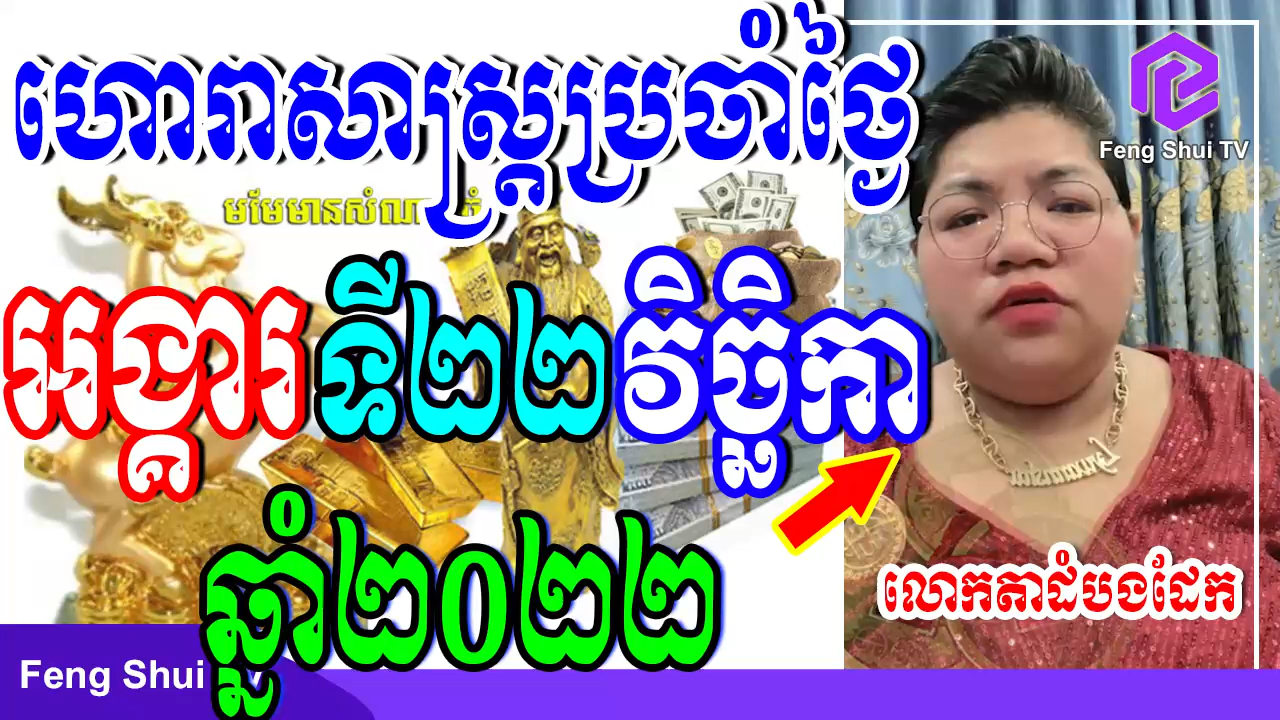 ហោរាសាស្ត្រប្រចាំថ្ងៃ
Feng Shui TV
មមែមានសំណា
អង្គារ ទី២២ វិច្ឆិកា
ឆ្នាំ២0២២
លោកតាដំបងដែក
Feng Shui